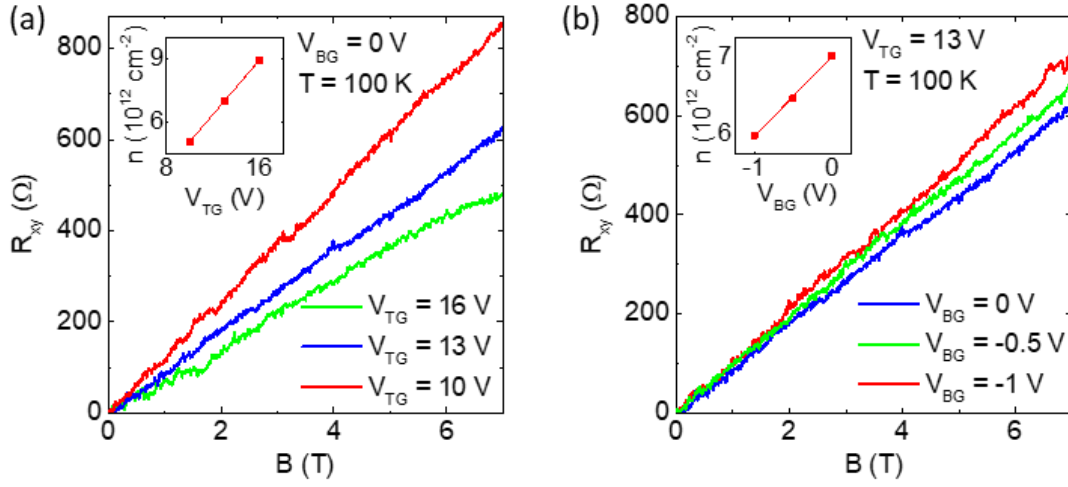 (a)
800
600
400
200
0
R_xy (Ω)
0 2 4 6
B (T)
9
6
n (10^12 cm^-2)
8 16
V_TG (V)
V_BG = 0 V
T = 100 K
V_TG = 16 V
V_TG = 13 V
V_TG = 10 V
(b)
800
600
400
200
0
R_xy (Ω)
0 2 4 6
B (T)
7
6
n (10^12 cm^-2)
-1 0
V_BG (V)
V_TG = 13 V
T = 100 K
V_BG = 0 V
V_BG = -0.5 V
V_BG = -1 V